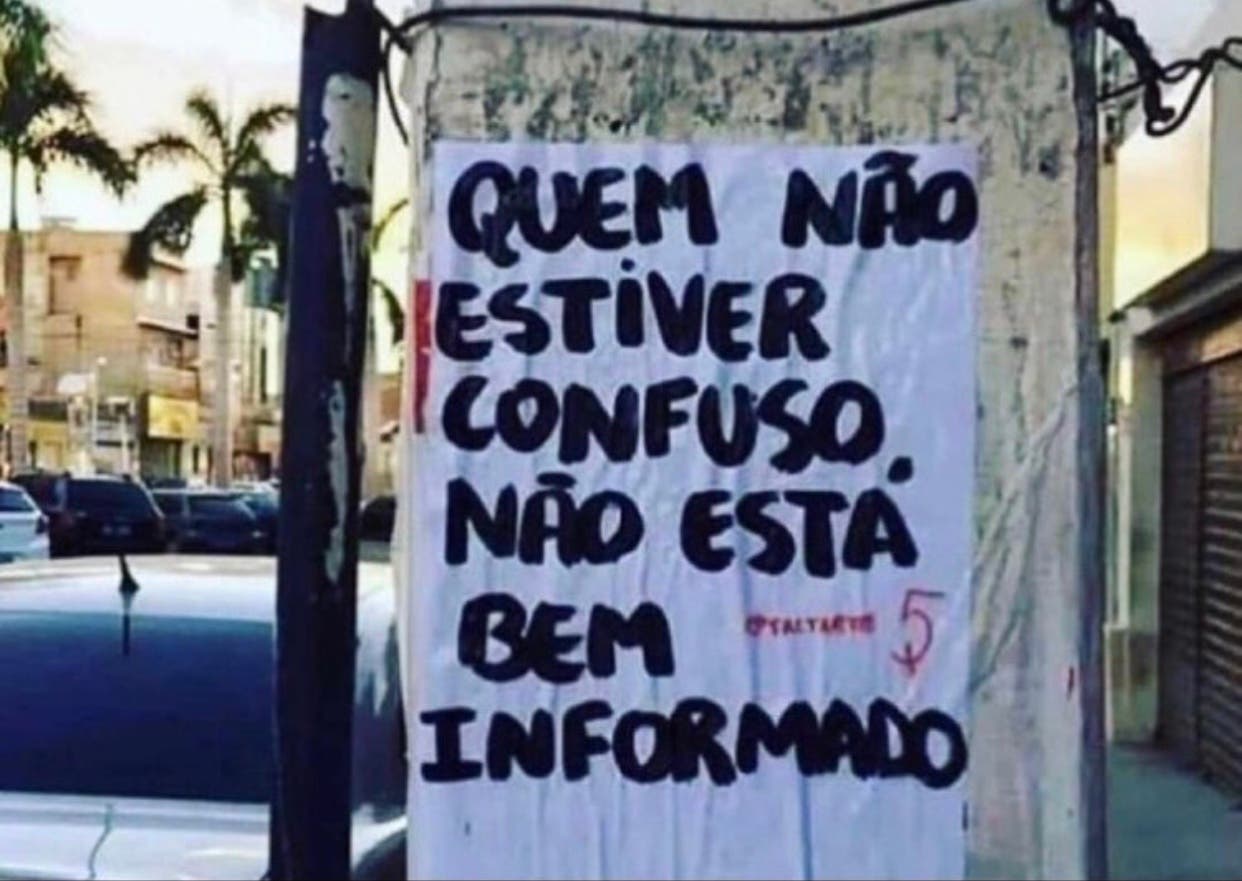 QUEM NÃO
ESTIVER
CONFUSO,
NÃO ESTÁ
BEM
INFORMADO